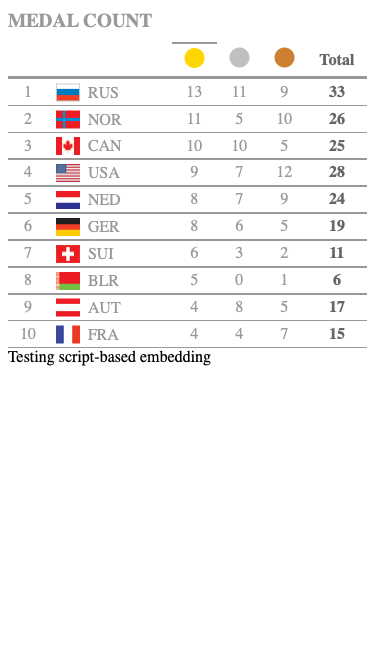 MEDAL COUNT
Total
1 RUS 13 11 9 33
2 NOR 11 5 10 26
3 CAN 10 10 5 25
4 USA 9 7 12 28
5 NED 8 7 9 24
6 GER 8 6 5 19
7 SUI 6 3 2 11
8 BLR 5 0 1 6
9 AUT 4 8 5 17
10 FRA 4 4 7 15
Testing script-based embedding